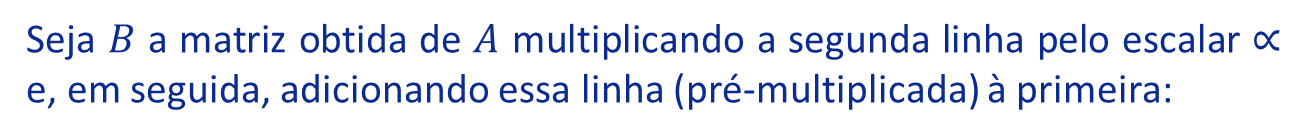 Seja B a matriz obtida de A multiplicando a segunda linha pelo escalar ∝
e, em seguida, adicionando essa linha (pré-multiplicada) à primeira: